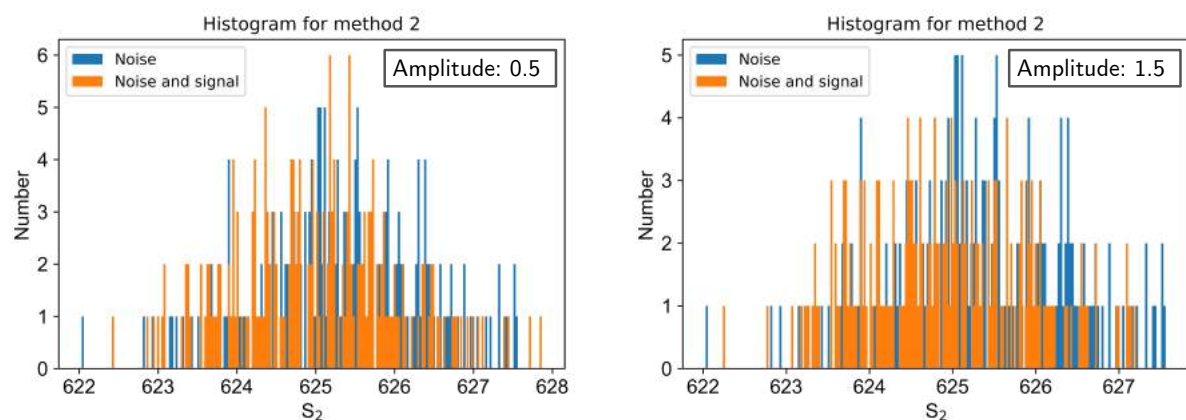 Histogram for method 2
Noise
Noise and signal
Amplitude: 0.5
6
5
4
3
2
1
0
Number
622 623 624 625 626 627 628
S2
Histogram for method 2
Noise
Noise and signal
Amplitude: 1.5
5
4
3
2
1
0
Number
622 623 624 625 626 627
S2